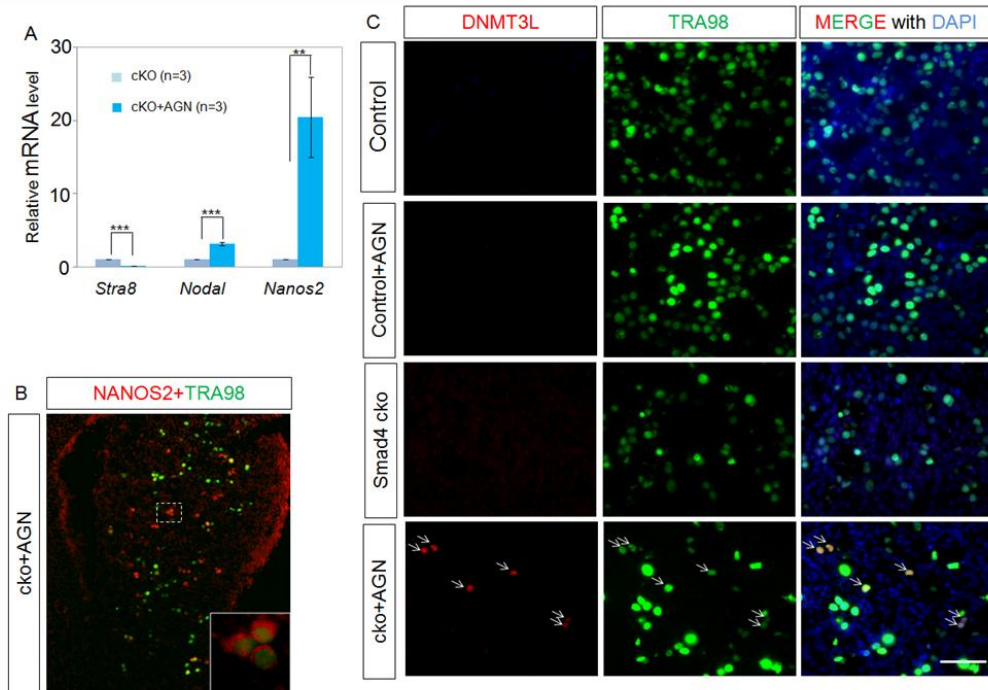 A
30
20
10
0
Relative mRNA level
cKO (n=3)
cKO+AGN (n=3)
***
***
**
Stra8 Nodal Nanos2
B
NANOS2+TRA98
cko+AGN
C
DNMT3L TRA98 MERGE with DAPI
Control
Control+AGN
Smad4 cko
cko+AGN